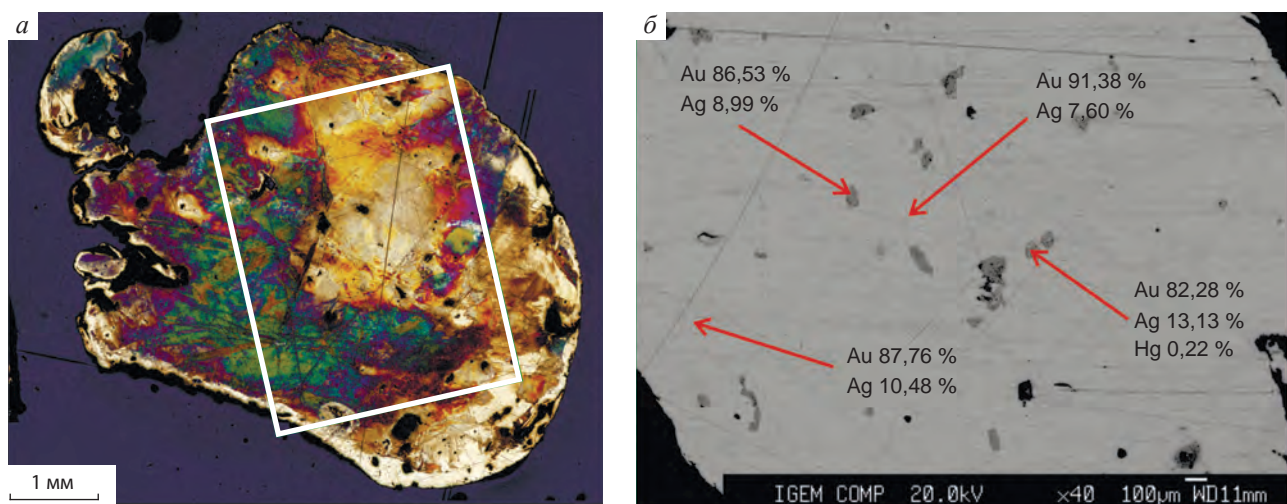 а
1 мм
б
Au 86,53 %
Ag 8,99 %
Au 91,38 %
Ag 7,60 %
Au 82,28 %
Ag 13,13 %
Hg 0,22 %
Au 87,76 %
Ag 10,48 %
IGEM COMP 20.0kV ×40 100µm WD11mm